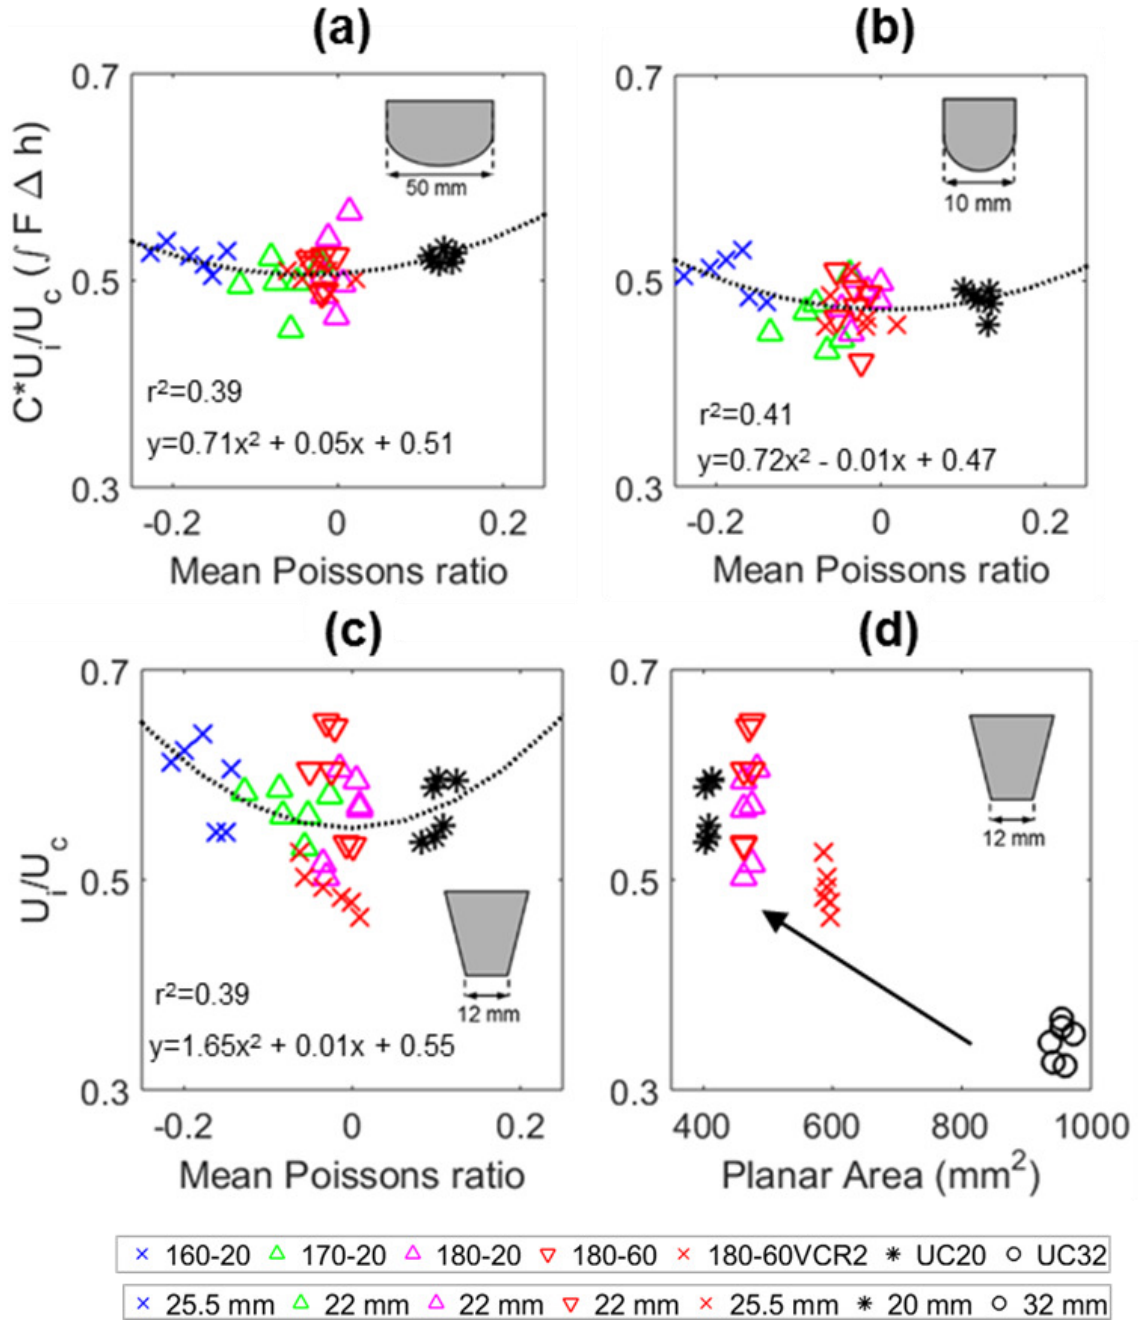 (a)
(b)
C*U_i/U_c (∫ F Δ h)
0.7
0.5
0.3
-0.2
0
0.2
Mean Poissons ratio
50 mm
r²=0.39
y=0.71x² + 0.05x + 0.51
0.7
0.5
0.3
-0.2
0
0.2
Mean Poissons ratio
10 mm
r²=0.41
y=0.72x² - 0.01x + 0.47
(c)
(d)
U_i/U_c
0.7
0.5
0.3
-0.2
0
0.2
Mean Poissons ratio
12 mm
r²=0.39
y=1.65x² + 0.01x + 0.55
0.7
0.5
0.3
400
600
800
1000
Planar Area (mm²)
12 mm
160-20 170-20 180-20 180-60 180-60VCR2 UC20 UC32
25.5 mm 22 mm 22 mm 22 mm 25.5 mm 20 mm 32 mm